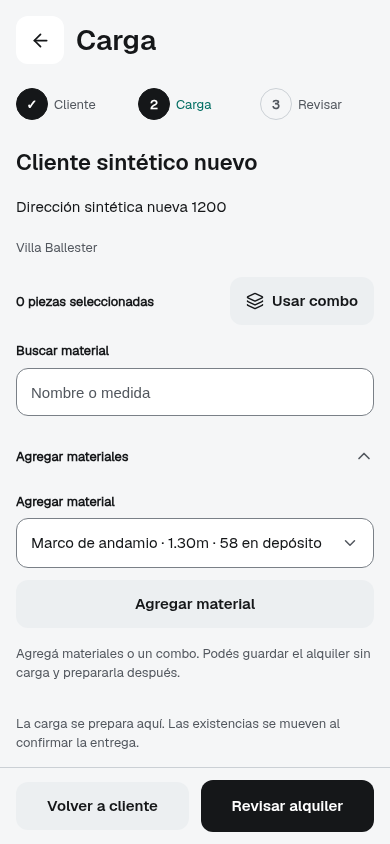 Carga
✓ Cliente
2 Carga
3 Revisar
Cliente sintético nuevo
Dirección sintética nueva 1200
Villa Ballester
0 piezas seleccionadas
Usar combo
Buscar material
Nombre o medida
Agregar materiales
Agregar material
Marco de andamio · 1.30m · 58 en depósito
Agregar material
Agregá materiales o un combo. Podés guardar el alquiler sin
carga y prepararla después.
La carga se prepara aquí. Las existencias se mueven al
confirmar la entrega.
Volver a cliente
Revisar alquiler